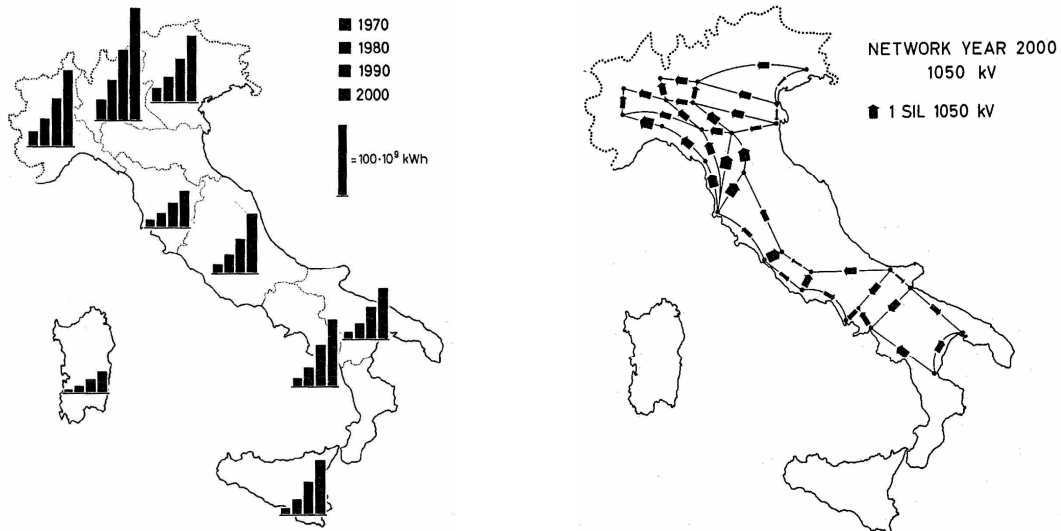 1970
1980
1990
2000
=100·10⁹ kWh
NETWORK YEAR 2000
1050 kV
1 SIL 1050 kV